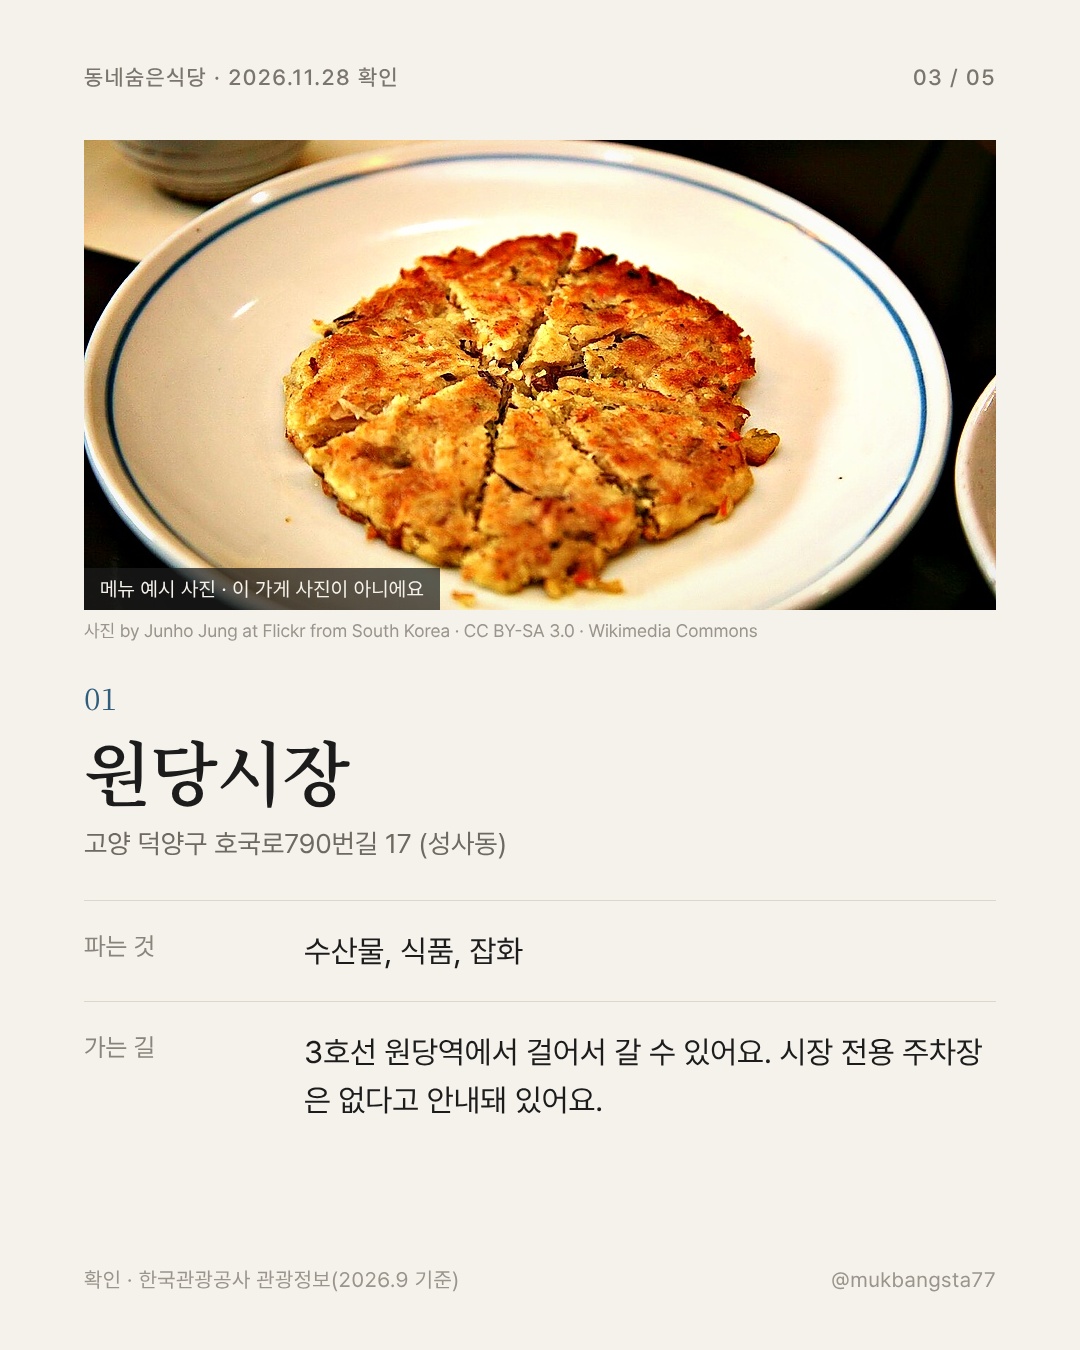 동네숨은식당 · 2026.11.28 확인
03 / 05
메뉴 예시 사진 · 이 가게 사진이 아니에요
사진 by Junho Jung at Flickr from South Korea · CC BY-SA 3.0 · Wikimedia Commons
01
원당시장
고양 덕양구 호국로790번길 17 (성사동)
파는 것
수산물, 식품, 잡화
가는 길
3호선 원당역에서 걸어서 갈 수 있어요. 시장 전용 주차장
은 없다고 안내돼 있어요.
확인 · 한국관광공사 관광정보(2026.9 기준)
@mukbangsta77